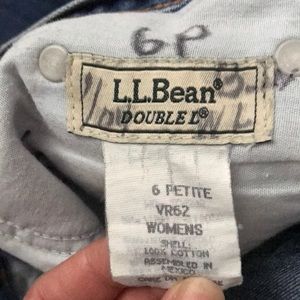 6P
L.L.Bean®
DOUBLE L®
6 PETITE
VR62
WOMENS
SHELL:
100% COTTON
ASSEMBLED IN
MEXICO